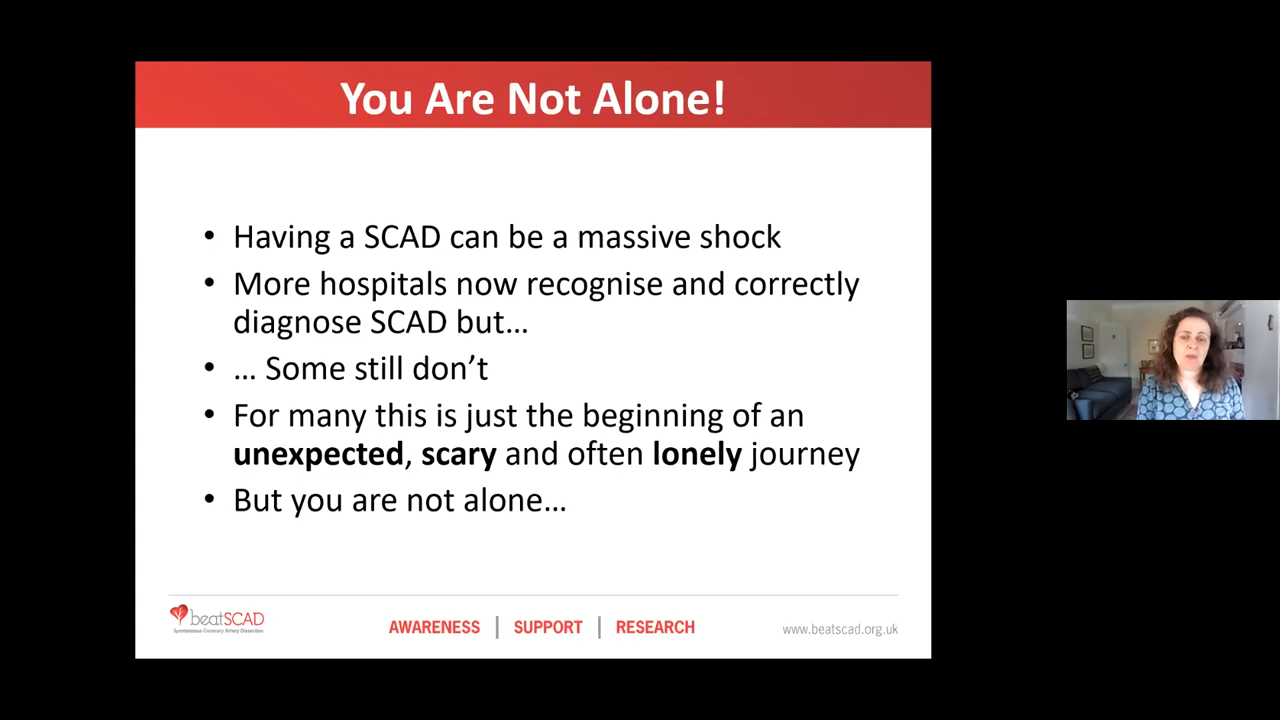 You Are Not Alone!
• Having a SCAD can be a massive shock
• More hospitals now recognise and correctly
diagnose SCAD but…
• … Some still don’t
• For many this is just the beginning of an
unexpected, scary and often lonely journey
• But you are not alone…
beatSCAD
Spontaneous Coronary Artery Dissection
AWARENESS | SUPPORT | RESEARCH
www.beatscad.org.uk